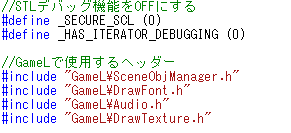 //STLデバッグ機能をOFFにする
#define _SECURE_SCL (0)
#define _HAS_ITERATOR_DEBUGGING (0)

//GameLで使用するヘッダー
#include "GameL¥SceneObjManager.h"
#include "GameL¥DrawFont.h"
#include "GameL¥Audio.h"
#include "GameL¥DrawTexture.h"